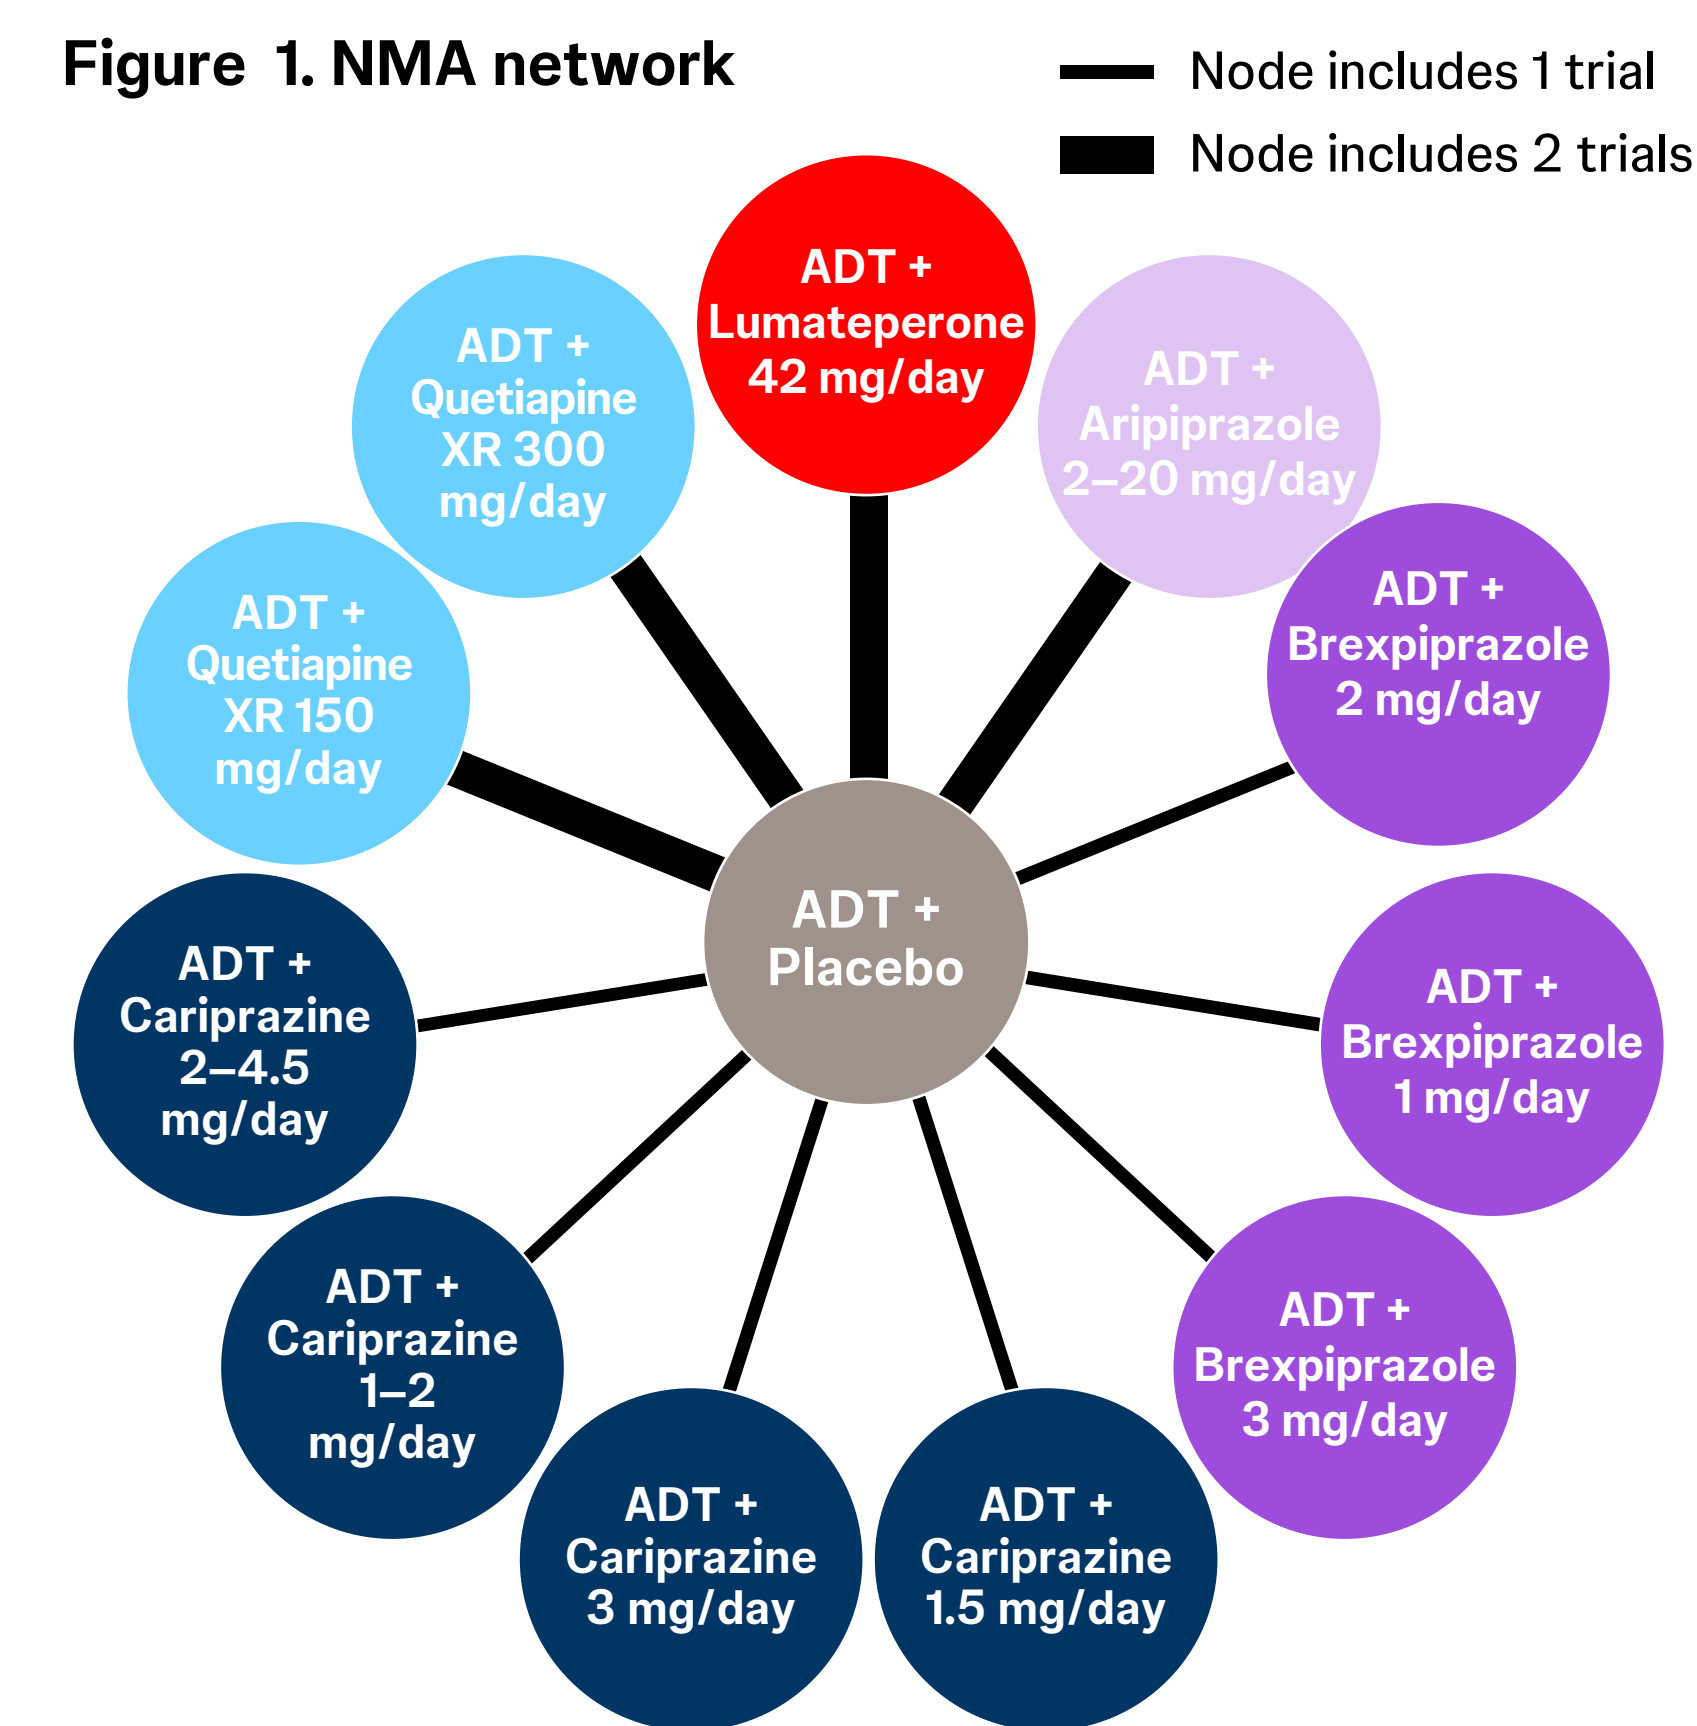 Figure 1. NMA network
Node includes 1 trial
Node includes 2 trials
ADT +
Lumateperone
42 mg/day
ADT +
Aripiprazole
2–20 mg/day
ADT +
Brexpiprazole
2 mg/day
ADT +
Brexpiprazole
1 mg/day
ADT +
Brexpiprazole
3 mg/day
ADT +
Cariprazine
1.5 mg/day
ADT +
Cariprazine
3 mg/day
ADT +
Cariprazine
1–2
mg/day
ADT +
Cariprazine
2–4.5
mg/day
ADT +
Quetiapine
XR 150
mg/day
ADT +
Quetiapine
XR 300
mg/day
ADT +
Placebo